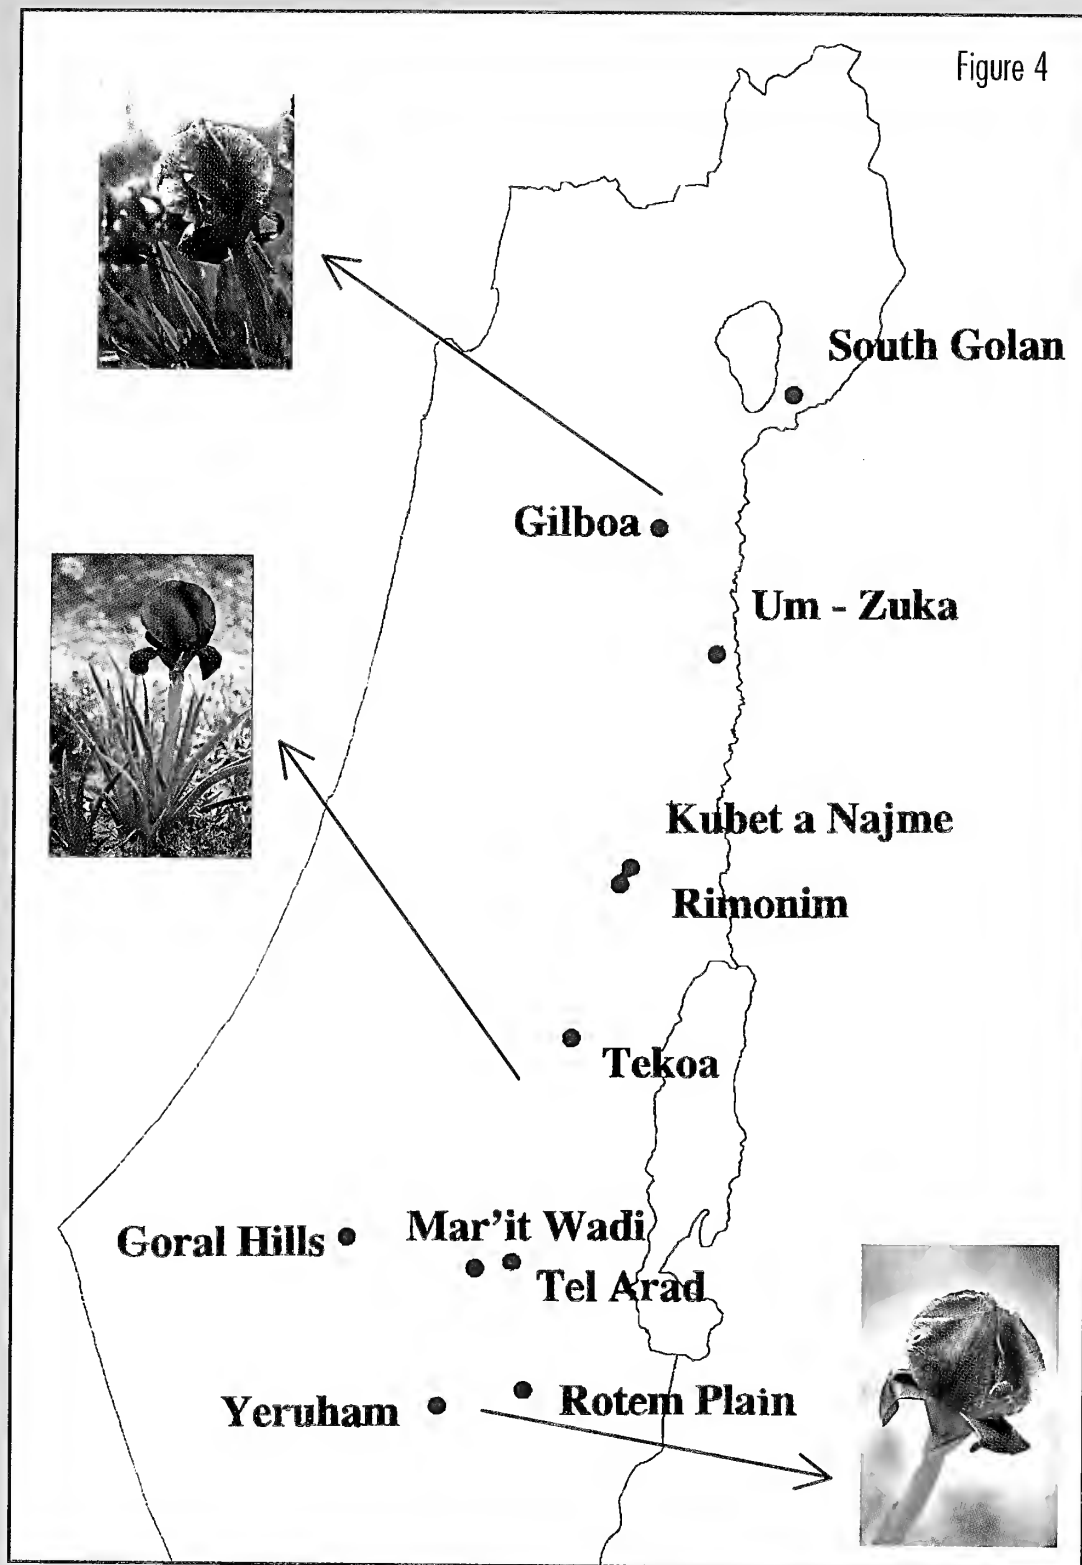 Figure 4
South Golan
Gilboa
Um - Zuka
Kubet a Najme
Rimonim
Tekoa
Goral Hills
Mar'it Wadi
Tel Arad
Yeruham
Rotem Plain